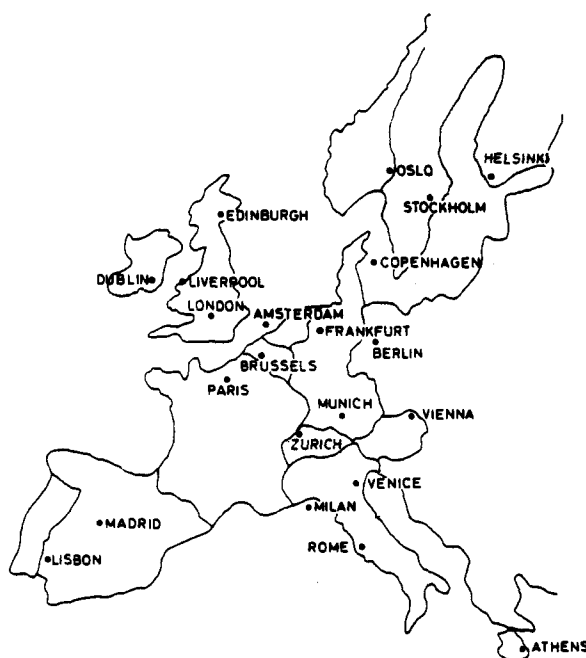 HELSINKI
OSLO
STOCKHOLM
EDINBURGH
COPENHAGEN
DUBLIN
LIVERPOOL
LONDON
AMSTERDAM
FRANKFURT
BERLIN
BRUSSELS
PARIS
MUNICH
VIENNA
ZURICH
VENICE
MILAN
MADRID
ROME
LISBON
ATHENS